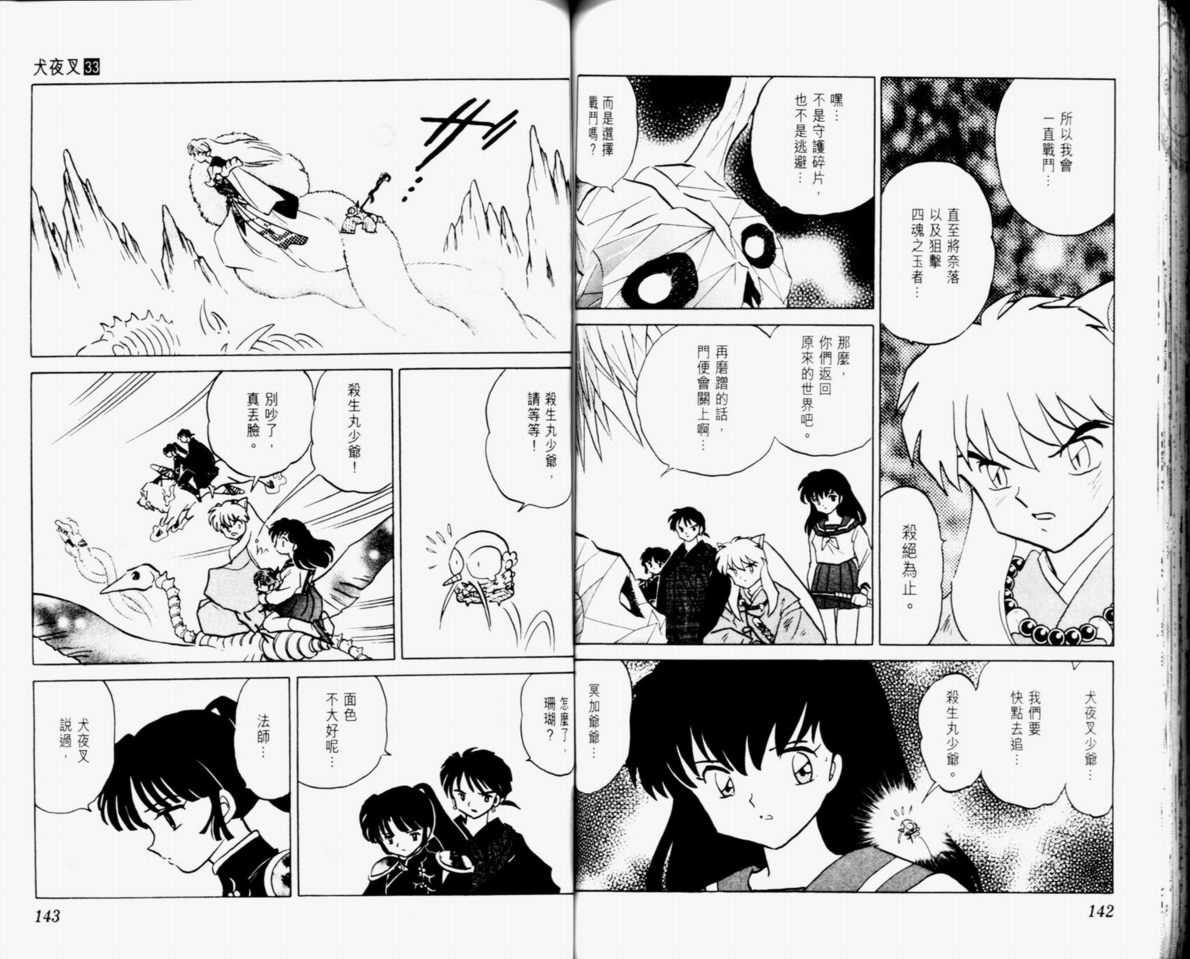 所以我會
一直戰鬥…
直至將奈落
以及狙擊
四魂之玉者…
殺絕為止。
嘿…
不是守護碎片，
也不是逃避…
而是選擇
戰鬥嗎？
那麼，
你們返回
原來的世界吧。
再磨蹭的話，
門便會關上啊…
犬夜叉少爺…
我們要
快點去追…
殺生丸少爺。
冥加爺爺…
142
犬夜叉33
殺生丸少爺，
請等等！
殺生丸少爺！
別吵了，
真丟臉。
怎麼了，
珊瑚？
面色
不大好呢…
法師…
犬夜叉
說過，
143